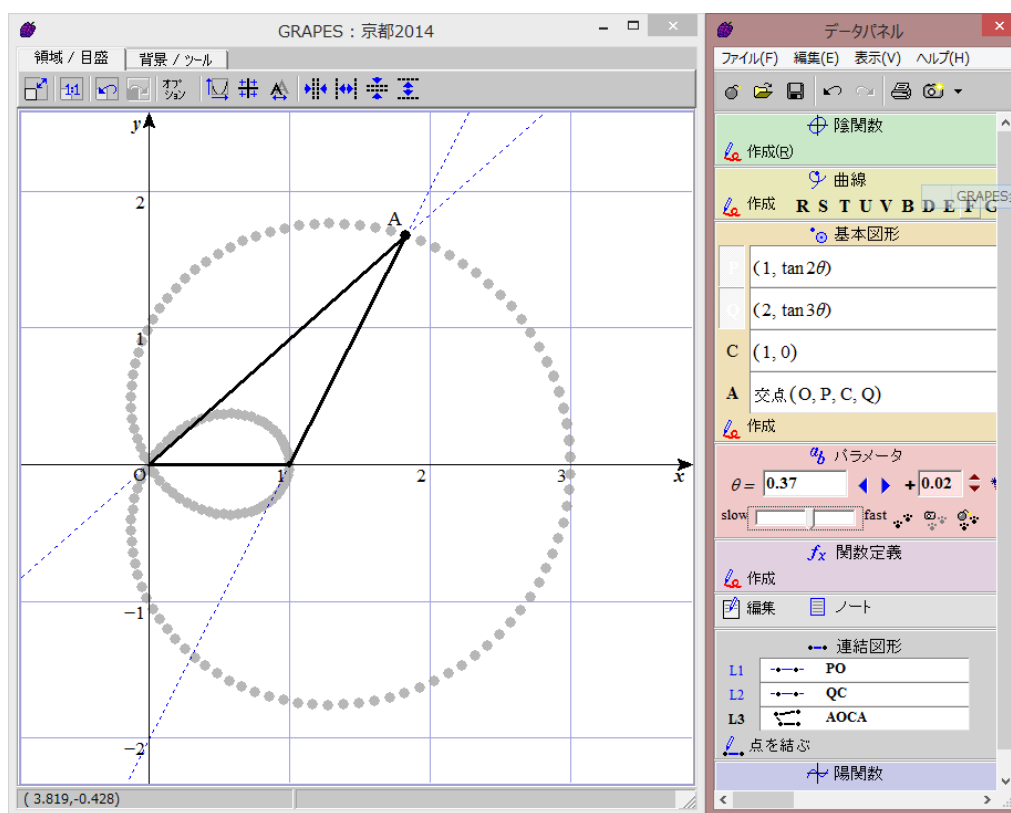 GRAPES : 京都2014
領域 / 目盛 背景 / ツール
1:1 オプション
y
2
A
1
O 1 2 3 x
−1
−2
( 3.819,-0.428)
データパネル
ファイル(F) 編集(E) 表示(V) ヘルプ(H)
陰関数
作成(R)
曲線
作成 R S T U V B D E F G
GRAPES:
基本図形
P (1, tan2θ)
Q (2, tan3θ)
C (1, 0)
A 交点(O, P, C, Q)
作成
ab パラメータ
θ = 0.37 + 0.02
slow fast
fx 関数定義
作成
編集 ノート
連結図形
L1 PO
L2 QC
L3 AOCA
点を結ぶ
陽関数